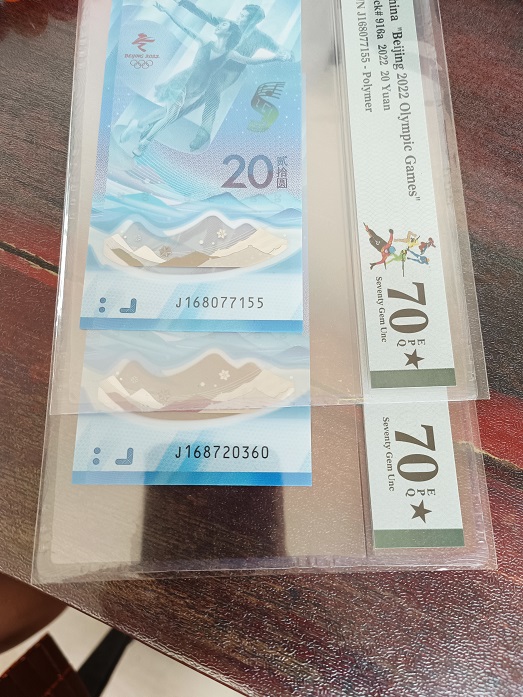 BEIJING 2022
20 贰拾圆
J168077155
J168720360
China "Beijing 2022 Olympic Games"
ck# 916a 2022 20 Yuan
N J168077155 - Polymer
70 EPQ★
Seventy Gem Unc
70 EPQ★
Seventy Gem Unc